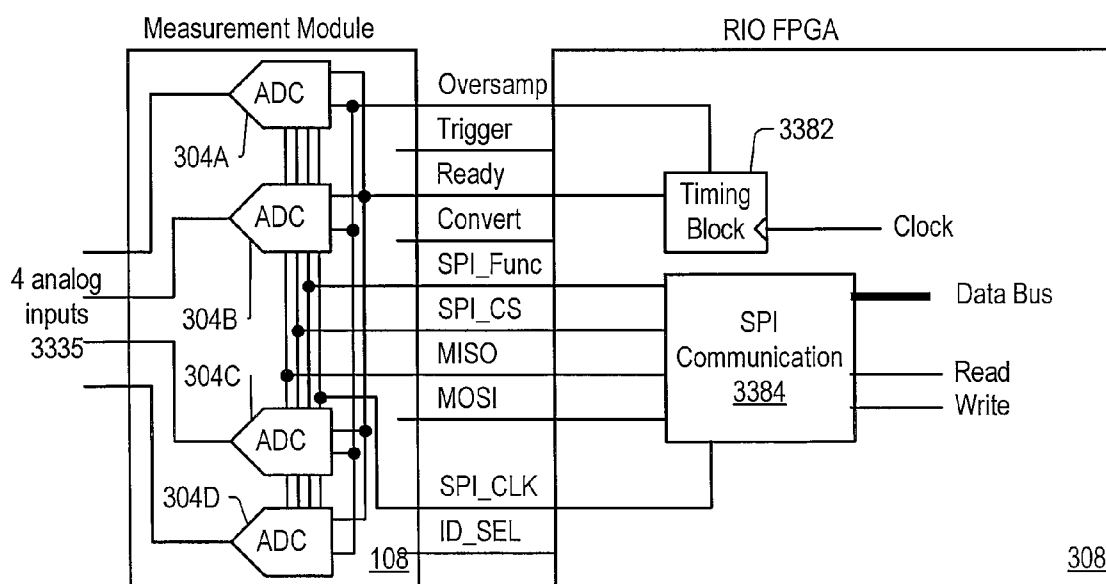 Measurement Module
RIO FPGA
ADC
304A
ADC
304B
304C
ADC
304D
ADC
4 analog
inputs
3335
108
Oversamp
Trigger
Ready
Convert
SPI_Func
SPI_CS
MISO
MOSI
SPI_CLK
ID_SEL
3382
Timing
Block
Clock
SPI
Communication
3384
Data Bus
Read
Write
308